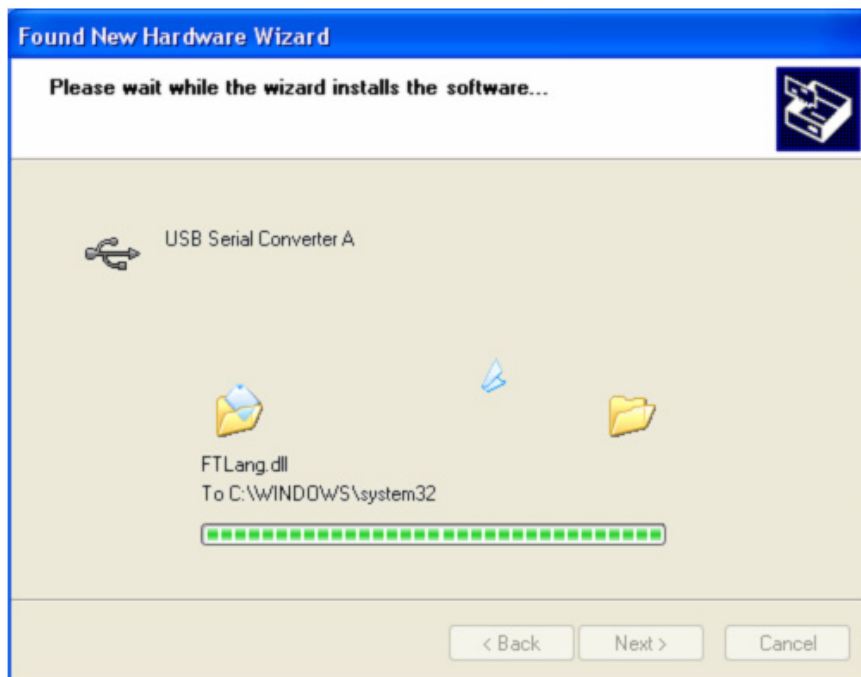 Found New Hardware Wizard
Please wait while the wizard installs the software...
USB Serial Converter A
FTLang.dll
To C:\WINDOWS\system32
< Back Next > Cancel